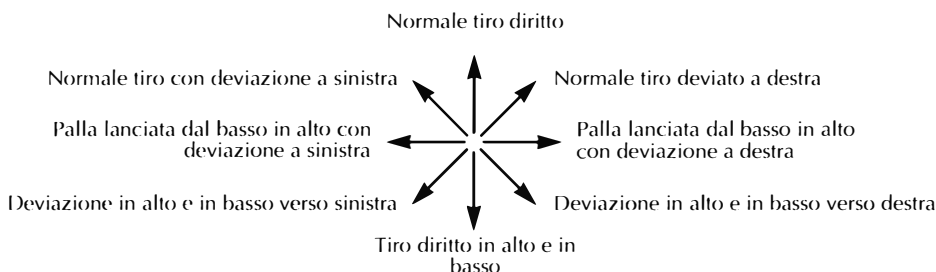 Normale tiro diritto
Normale tiro con deviazione a sinistra
Normale tiro deviato a destra
Palla lanciata dal basso in alto con
deviazione a sinistra
Palla lanciata dal basso in alto
con deviazione a destra
Deviazione in alto e in basso verso sinistra
Deviazione in alto e in basso verso destra
Tiro diritto in alto e in
basso